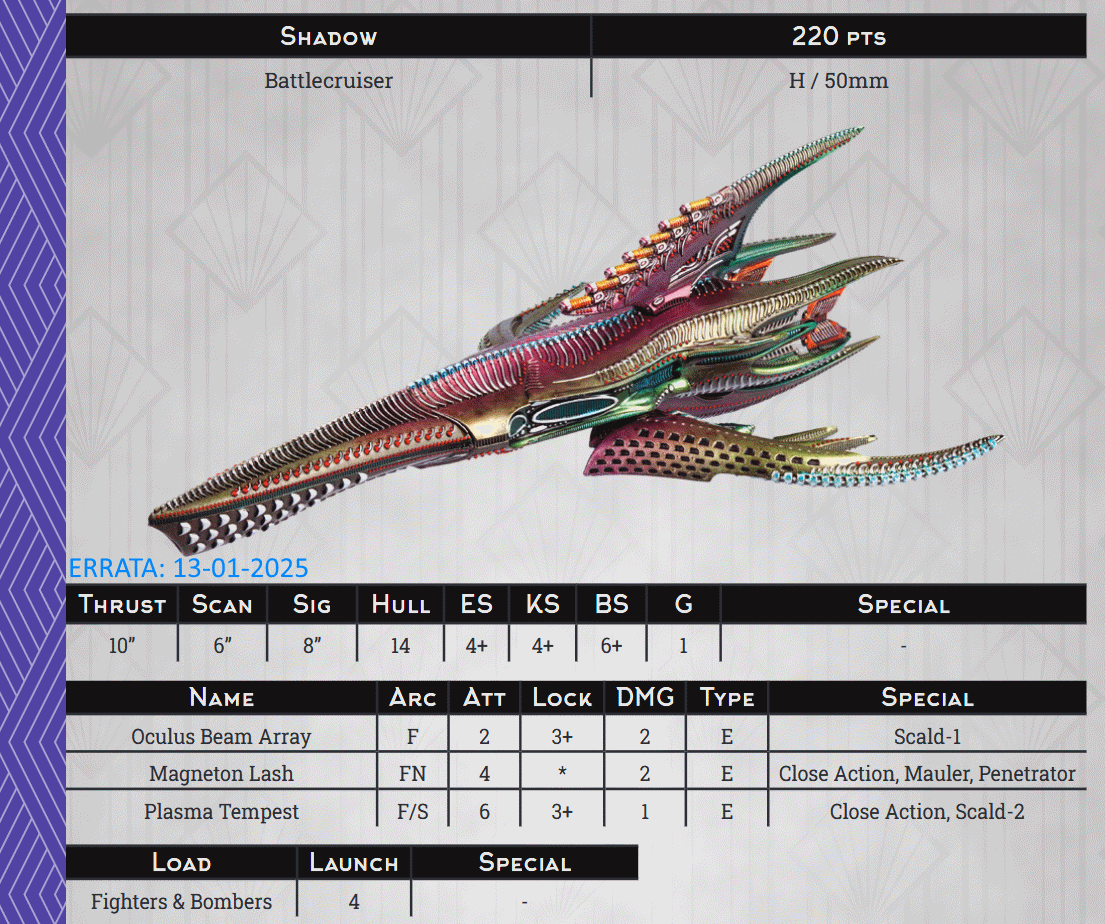 Shadow 220 pts
Battlecruiser H / 50mm
ERRATA: 13-01-2025
Thrust Scan Sig Hull ES KS BS G Special
10” 6” 8” 14 4+ 4+ 6+ 1 -
Name Arc Att Lock DMG Type Special
Oculus Beam Array F 2 3+ 2 E Scald-1
Magneton Lash FN 4 * 2 E Close Action, Mauler, Penetrator
Plasma Tempest F/S 6 3+ 1 E Close Action, Scald-2
Load Launch Special
Fighters & Bombers 4 -